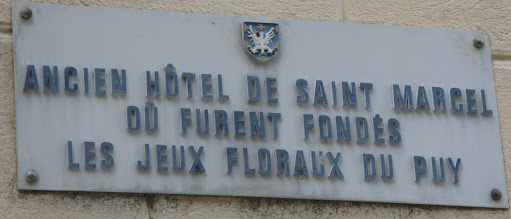 ANCIEN HÔTEL DE SAINT MARCEL
OÙ FURENT FONDÉS
LES JEUX FLORAUX DU PUY